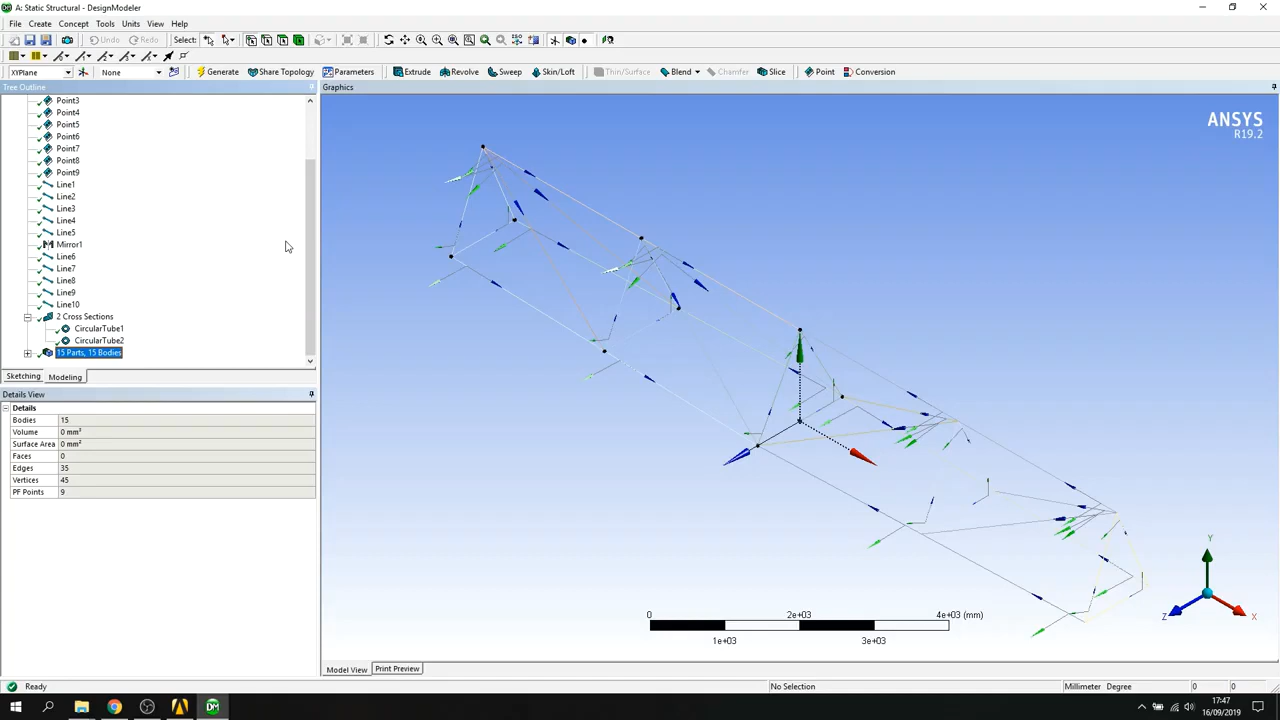 A: Static Structural - DesignModeler
File Create Concept Tools Units View Help
Undo Redo Select:
XYPlane None Generate Share Topology Parameters Extrude Revolve Sweep Skin/Loft Thin/Surface Blend Chamfer Slice Point Conversion
Tree Outline
Point3
Point4
Point5
Point6
Point7
Point8
Point9
Line1
Line2
Line3
Line4
Line5
Mirror1
Line6
Line7
Line8
Line9
Line10
2 Cross Sections
CircularTube1
CircularTube2
15 Parts, 15 Bodies
Sketching Modeling
Details View
Details
Bodies 15
Volume 0 mm³
Surface Area 0 mm²
Faces 0
Edges 35
Vertices 45
PF Points 9
Graphics
ANSYS
R19.2
0 2e+03 4e+03 (mm)
1e+03 3e+03
Y
Z X
Model View Print Preview
Ready No Selection Millimeter Degree 0 0
17:47
16/09/2019